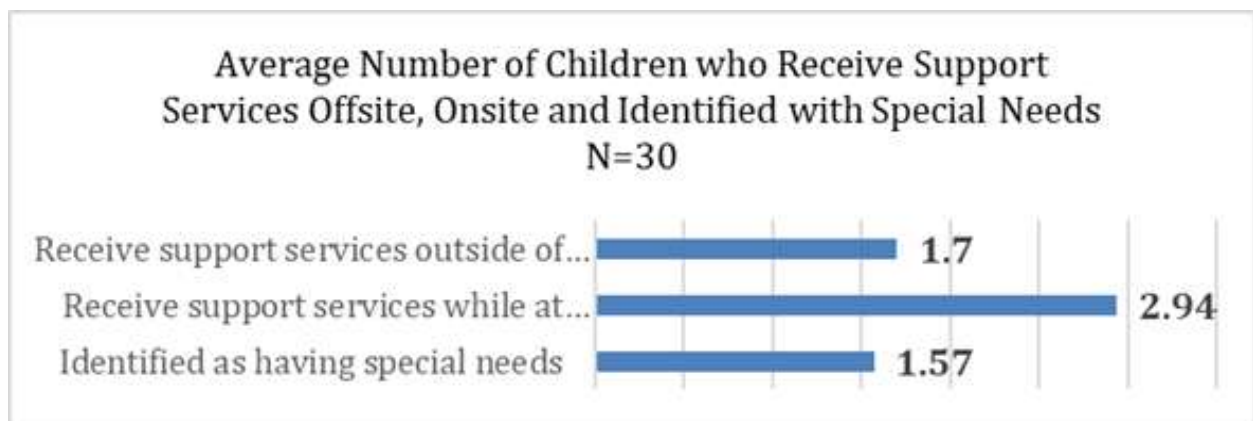 Average Number of Children who Receive Support
Services Offsite, Onsite and Identified with Special Needs
N=30
Receive support services outside of... 1.7
Receive support services while at... 2.94
Identified as having special needs 1.57